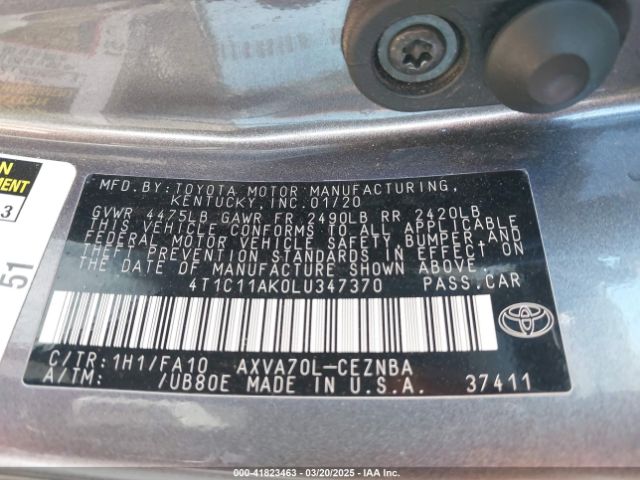 MFD. BY: TOYOTA MOTOR MANUFACTURING,
KENTUCKY, INC. 01/20
GVWR 4475LB GAWR FR 2490LB RR 2420LB
THIS VEHICLE CONFORMS TO ALL APPLICABLE
FEDERAL MOTOR VEHICLE SAFETY, BUMPER, AND
THEFT PREVENTION STANDARDS IN EFFECT ON
THE DATE OF MANUFACTURE SHOWN ABOVE.
4T1C11AK0LU347370 PASS. CAR
C/TR: 1H1/FA10 AXVA70L-CEZNBA
A/TM: /UB80E MADE IN U.S.A. 37411
TOYOTA
3
51
00-41823463 - 03/20/2025 - IAA Inc.